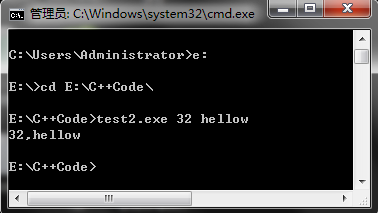 管理员: C:\Windows\system32\cmd.exe
C:\Users\Administrator>e:
E:\>cd E:\C++Code\
E:\C++Code>test2.exe 32 hellow
32,hellow
E:\C++Code>